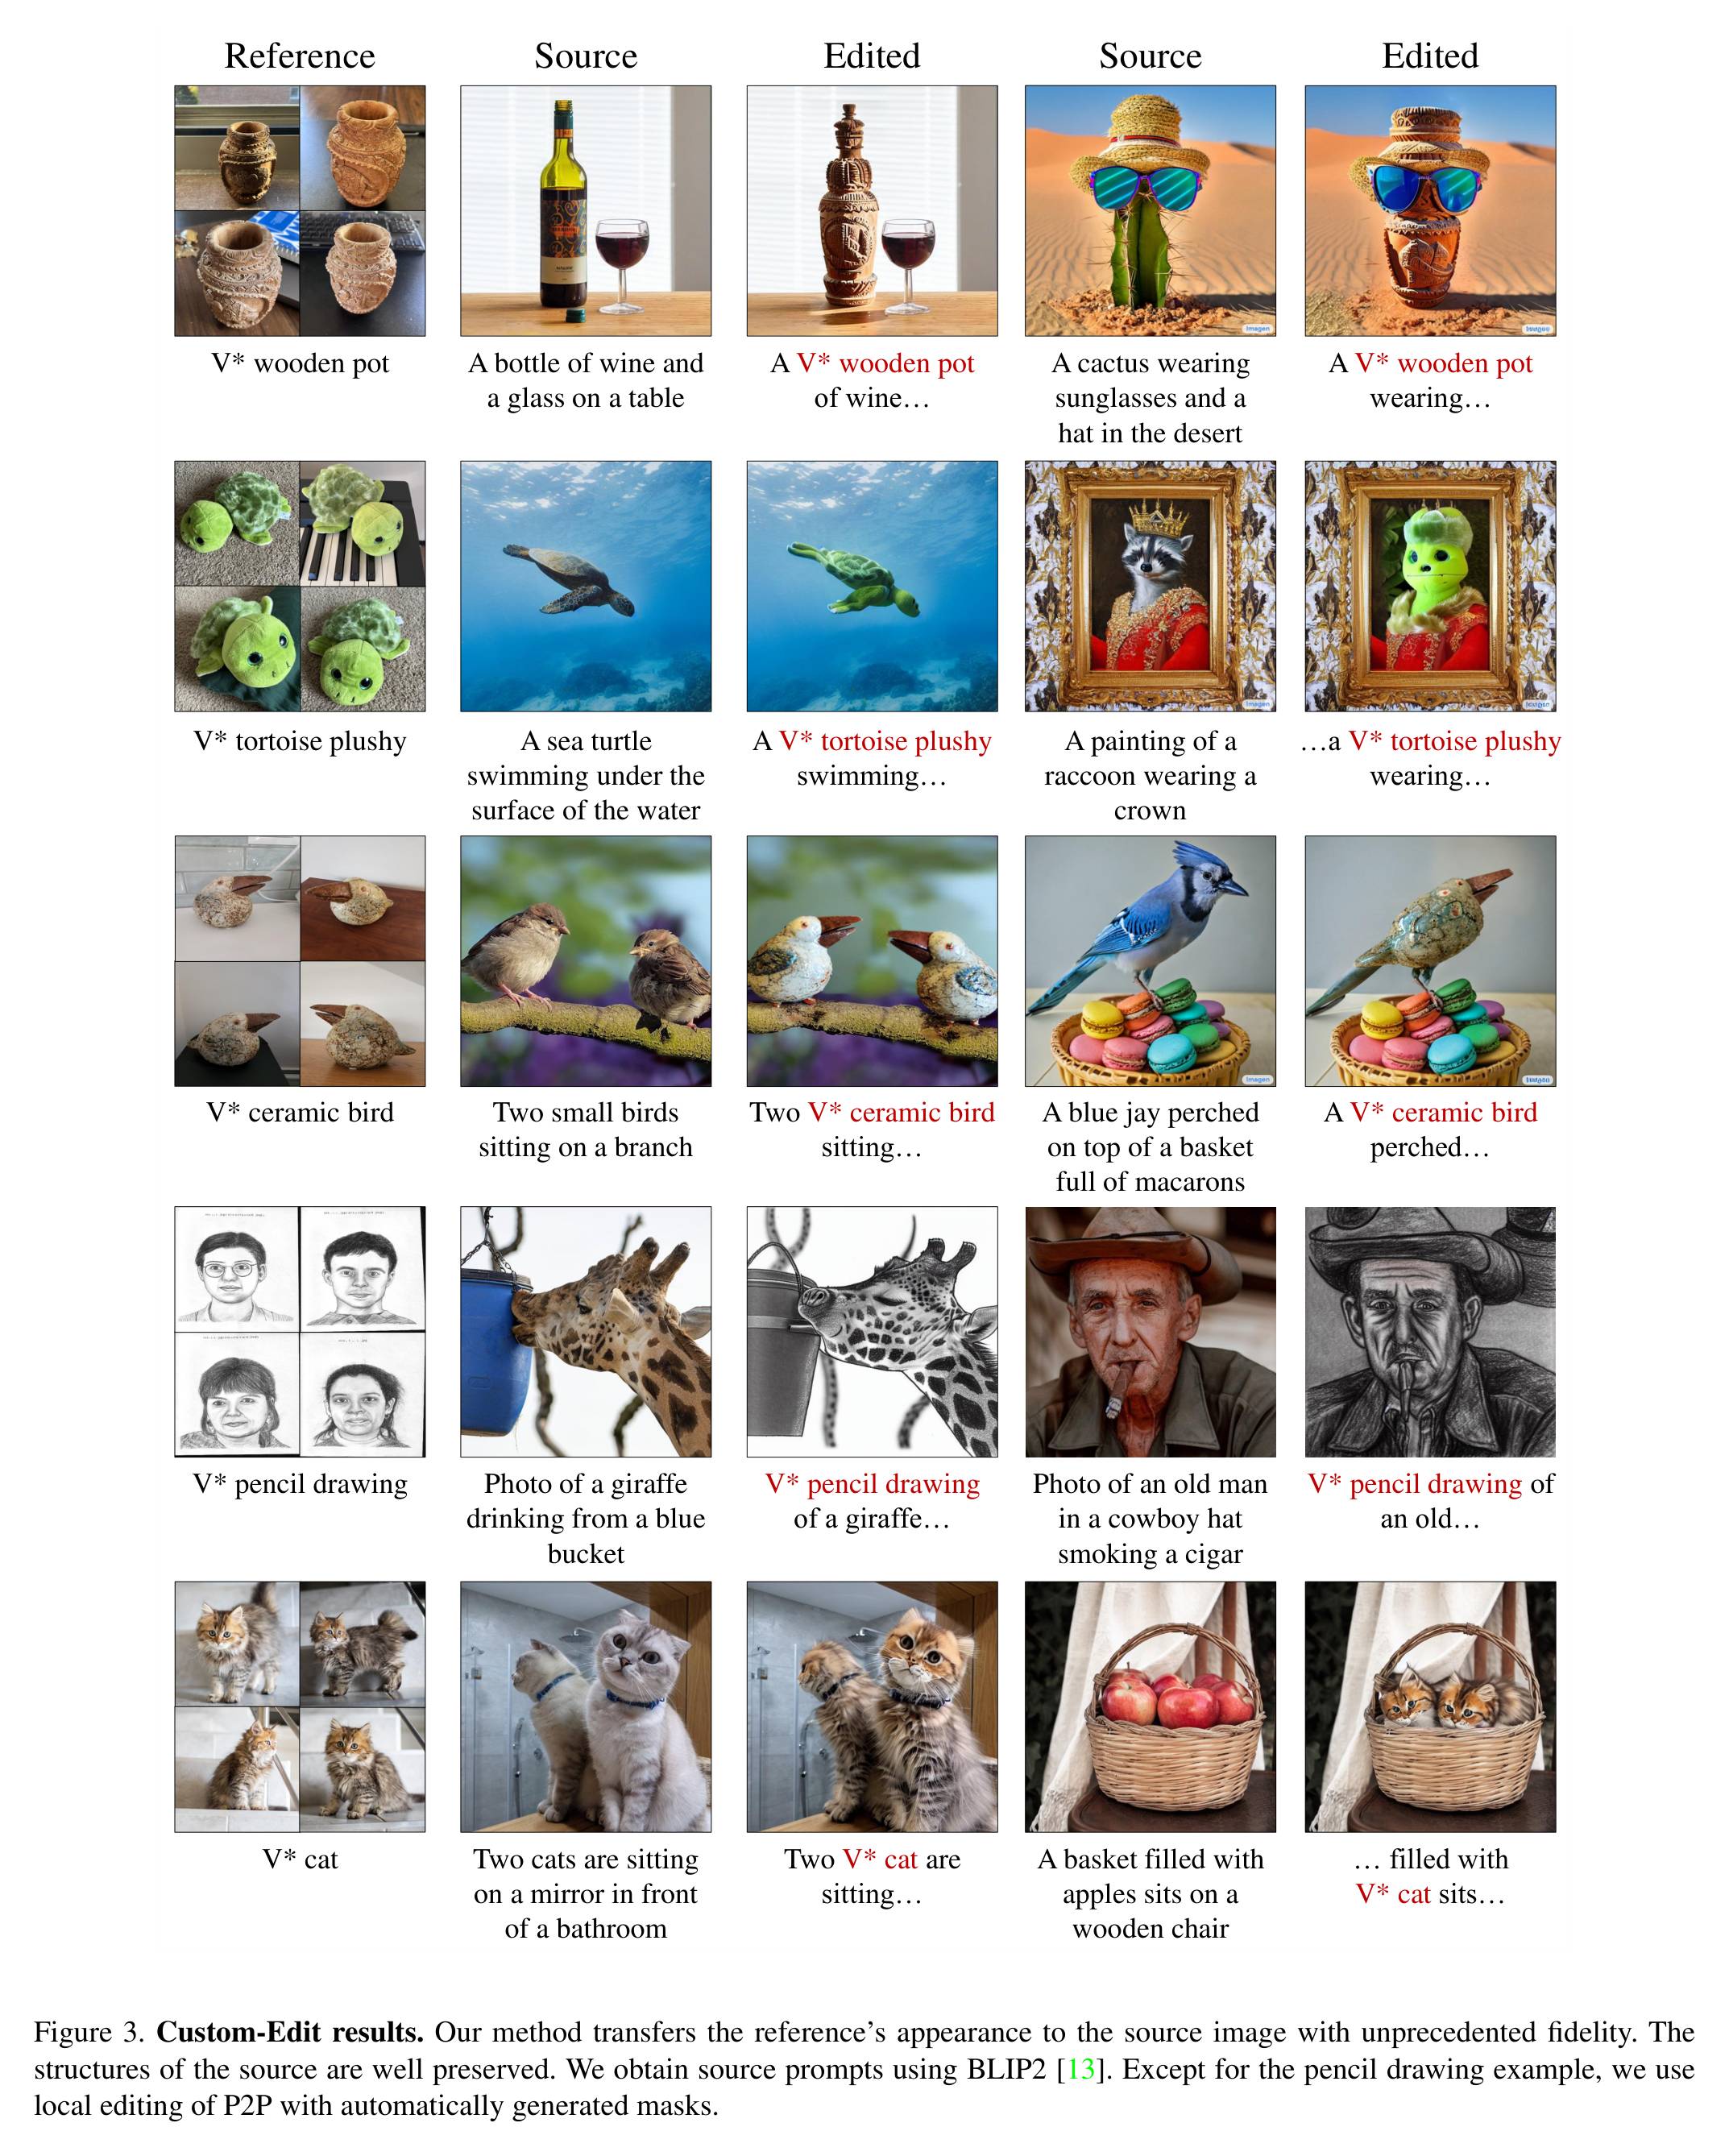 Reference Source Edited Source Edited
V* wooden pot
A bottle of wine and
a glass on a table
A V* wooden pot
of wine…
A cactus wearing
sunglasses and a
hat in the desert
A V* wooden pot
wearing…
Imagen
V* tortoise plushy
A sea turtle
swimming under the
surface of the water
A V* tortoise plushy
swimming…
A painting of a
raccoon wearing a
crown
…a V* tortoise plushy
wearing…
Imagen
V* ceramic bird
Two small birds
sitting on a branch
Two V* ceramic bird
sitting…
A blue jay perched
on top of a basket
full of macarons
A V* ceramic bird
perched…
Imagen
V* pencil drawing
Photo of a giraffe
drinking from a blue
bucket
V* pencil drawing
of a giraffe…
Photo of an old man
in a cowboy hat
smoking a cigar
V* pencil drawing of
an old…
V* cat
Two cats are sitting
on a mirror in front
of a bathroom
Two V* cat are
sitting…
A basket filled with
apples sits on a
wooden chair
… filled with
V* cat sits…
Figure 3. Custom-Edit results. Our method transfers the reference's appearance to the source image with unprecedented fidelity. The
structures of the source are well preserved. We obtain source prompts using BLIP2 [13]. Except for the pencil drawing example, we use
local editing of P2P with automatically generated masks.